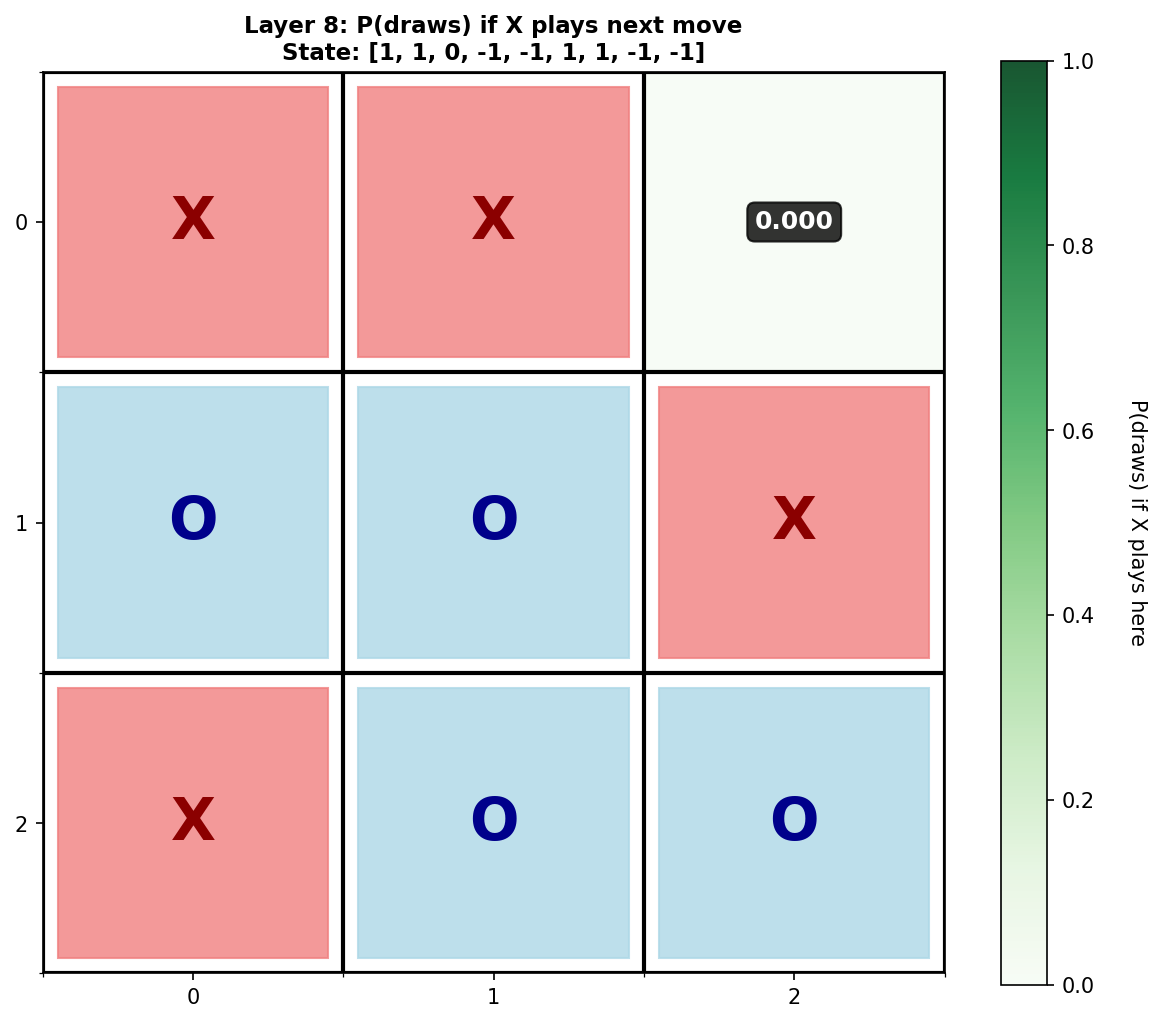 Layer 8: P(draws) if X plays next move
State: [1, 1, 0, -1, -1, 1, 1, -1, -1]
1.0
0.8
0.6
0.4
0.2
0.0
P(draws) if X plays here
0
X
X
0.000
1
O
O
X
2
X
O
O
0
1
2